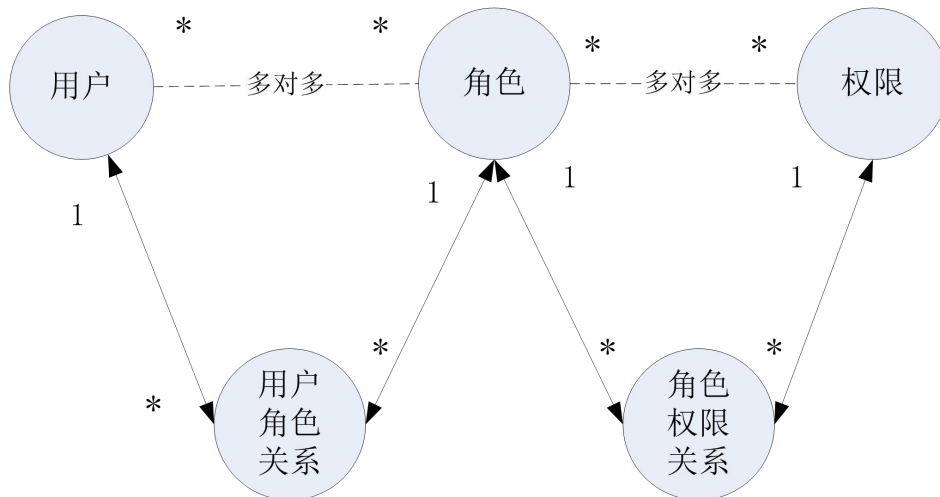 * * * *
用户 多对多 角色 多对多 权限
1 1 1 1
* * * *
用户
角色
关系
角色
权限
关系